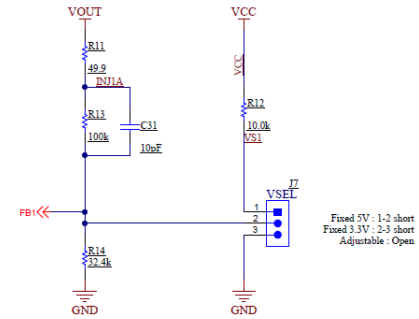 VOUT
VCC
R11
49.9
INJ1A
VCC
R13
100k
C31
10pF
R12
10.0k
VS1
J7
VSEL
FB1
1
2
3
Fixed 5V : 1-2 short
Fixed 3.3V : 2-3 short
Adjustable : Open
R14
32.4k
GND
GND